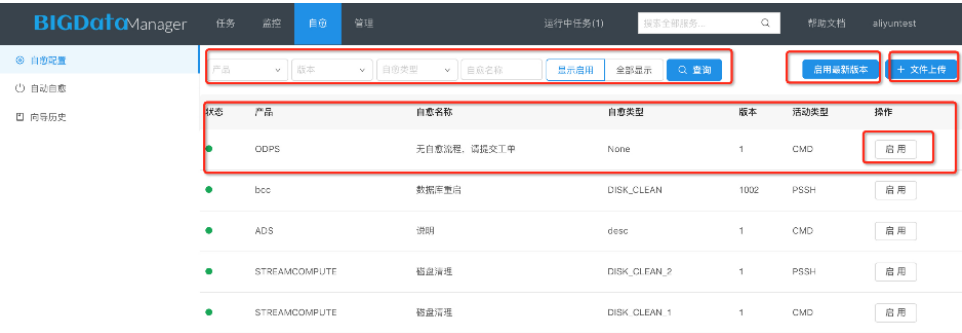 BIGDataManager 任务 监控 自愈 管理 运行中任务(1) 搜索全部服务... 帮助文档 aliyuntest
自愈配置
自动自愈
向导历史
产品 版本 自愈类型 自愈名称 显示启用 全部显示 查询 启用最新版本 + 文件上传
状态 产品 自愈名称 自愈类型 版本 活动类型 操作
ODPS 无自愈流程，请提交工单 None 1 CMD 启用
bcc 数据库重启 DISK_CLEAN 1002 PSSH 启用
ADS 说明 desc 1 CMD 启用
STREAMCOMPUTE 磁盘清理 DISK_CLEAN_2 1 PSSH 启用
STREAMCOMPUTE 磁盘清理 DISK_CLEAN_1 1 CMD 启用